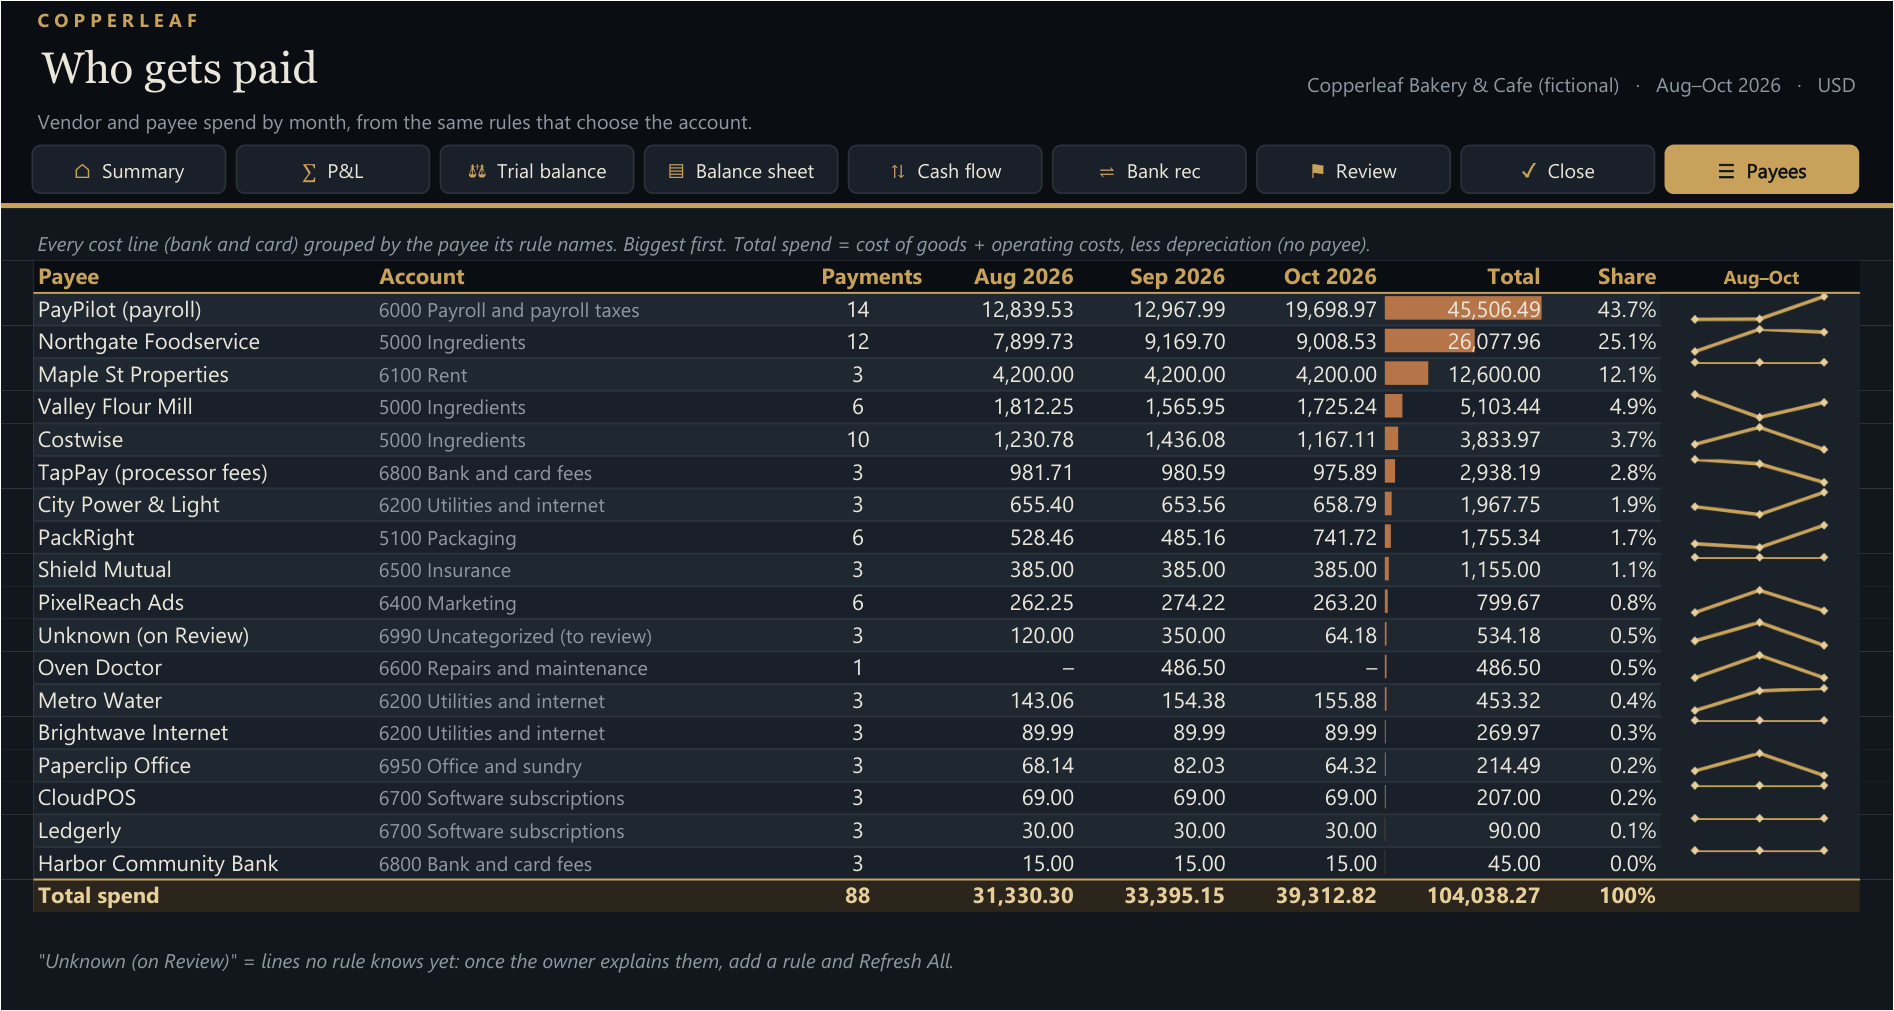 COPPERLEAF
Who gets paid
Copperleaf Bakery & Cafe (fictional) · Aug–Oct 2026 · USD
Vendor and payee spend by month, from the same rules that choose the account.
Summary ∑ P&L Trial balance Balance sheet Cash flow Bank rec Review Close Payees
Every cost line (bank and card) grouped by the payee its rule names. Biggest first. Total spend = cost of goods + operating costs, less depreciation (no payee).
Payee Account Payments Aug 2026 Sep 2026 Oct 2026 Total Share Aug–Oct
PayPilot (payroll) 6000 Payroll and payroll taxes 14 12,839.53 12,967.99 19,698.97 45,506.49 43.7%
Northgate Foodservice 5000 Ingredients 12 7,899.73 9,169.70 9,008.53 26,077.96 25.1%
Maple St Properties 6100 Rent 3 4,200.00 4,200.00 4,200.00 12,600.00 12.1%
Valley Flour Mill 5000 Ingredients 6 1,812.25 1,565.95 1,725.24 5,103.44 4.9%
Costwise 5000 Ingredients 10 1,230.78 1,436.08 1,167.11 3,833.97 3.7%
TapPay (processor fees) 6800 Bank and card fees 3 981.71 980.59 975.89 2,938.19 2.8%
City Power & Light 6200 Utilities and internet 3 655.40 653.56 658.79 1,967.75 1.9%
PackRight 5100 Packaging 6 528.46 485.16 741.72 1,755.34 1.7%
Shield Mutual 6500 Insurance 3 385.00 385.00 385.00 1,155.00 1.1%
PixelReach Ads 6400 Marketing 6 262.25 274.22 263.20 799.67 0.8%
Unknown (on Review) 6990 Uncategorized (to review) 3 120.00 350.00 64.18 534.18 0.5%
Oven Doctor 6600 Repairs and maintenance 1 – 486.50 – 486.50 0.5%
Metro Water 6200 Utilities and internet 3 143.06 154.38 155.88 453.32 0.4%
Brightwave Internet 6200 Utilities and internet 3 89.99 89.99 89.99 269.97 0.3%
Paperclip Office 6950 Office and sundry 3 68.14 82.03 64.32 214.49 0.2%
CloudPOS 6700 Software subscriptions 3 69.00 69.00 69.00 207.00 0.2%
Ledgerly 6700 Software subscriptions 3 30.00 30.00 30.00 90.00 0.1%
Harbor Community Bank 6800 Bank and card fees 3 15.00 15.00 15.00 45.00 0.0%
Total spend 88 31,330.30 33,395.15 39,312.82 104,038.27 100%
"Unknown (on Review)" = lines no rule knows yet: once the owner explains them, add a rule and Refresh All.